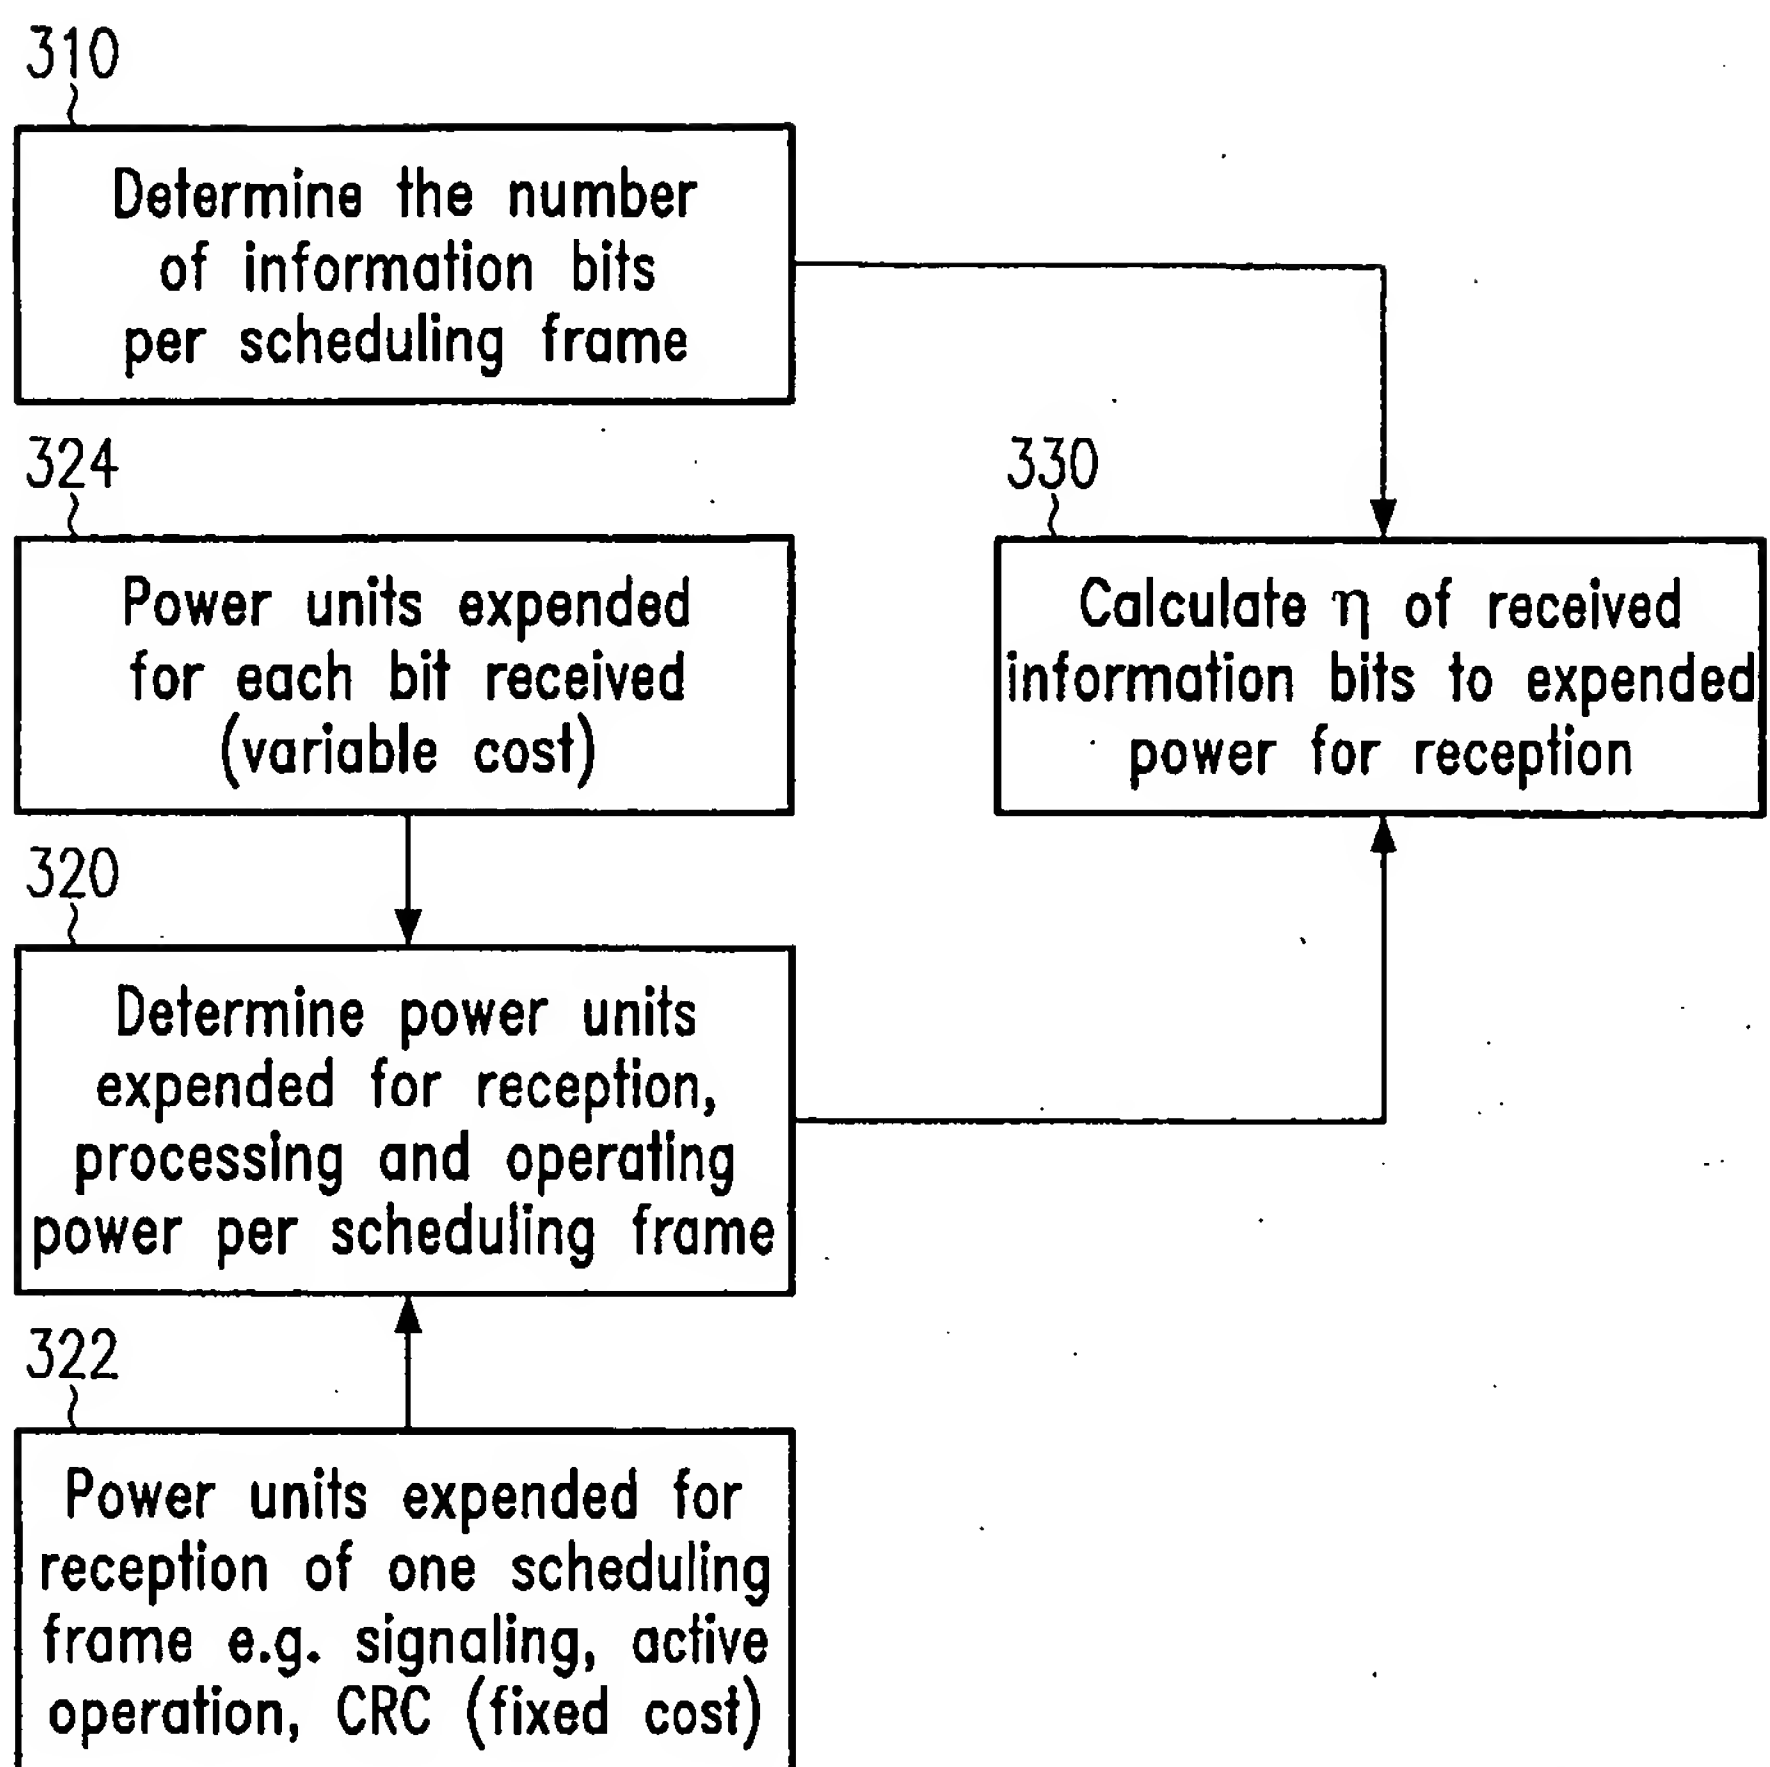 310
Determine the number
of information bits
per scheduling frame
324
Power units expended
for each bit received
(variable cost)
330
Calculate η of received
information bits to expended
power for reception
320
Determine power units
expended for reception,
processing and operating
power per scheduling frame
322
Power units expended for
reception of one scheduling
frame e.g. signaling, active
operation, CRC (fixed cost)